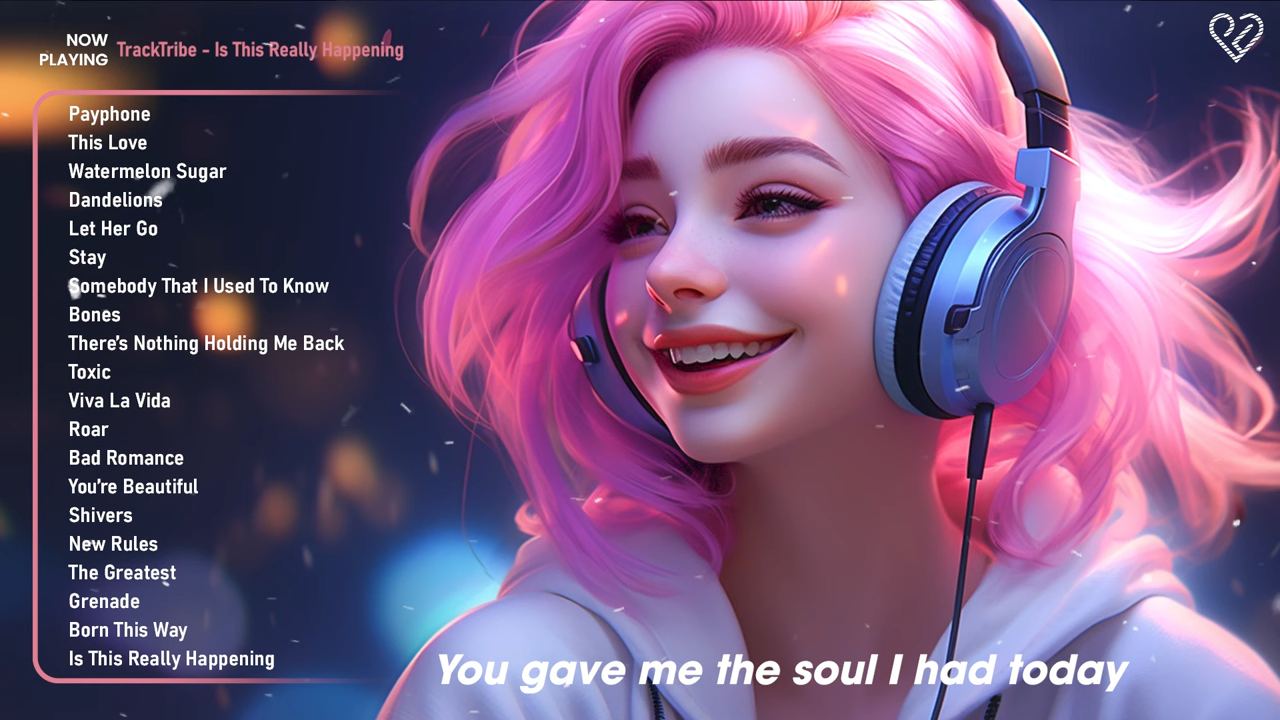 NOW
PLAYING
TrackTribe - Is This Really Happening
Payphone
This Love
Watermelon Sugar
Dandelions
Let Her Go
Stay
Somebody That I Used To Know
Bones
There's Nothing Holding Me Back
Toxic
Viva La Vida
Roar
Bad Romance
You're Beautiful
Shivers
New Rules
The Greatest
Grenade
Born This Way
Is This Really Happening
You gave me the soul I had today